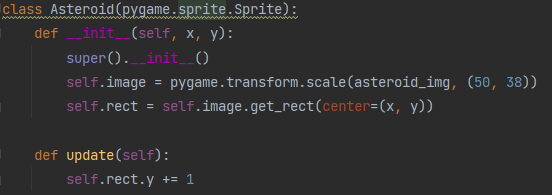 class Asteroid(pygame.sprite.Sprite):
    def __init__(self, x, y):
        super().__init__()
        self.image = pygame.transform.scale(asteroid_img, (50, 38))
        self.rect = self.image.get_rect(center=(x, y))

    def update(self):
        self.rect.y += 1